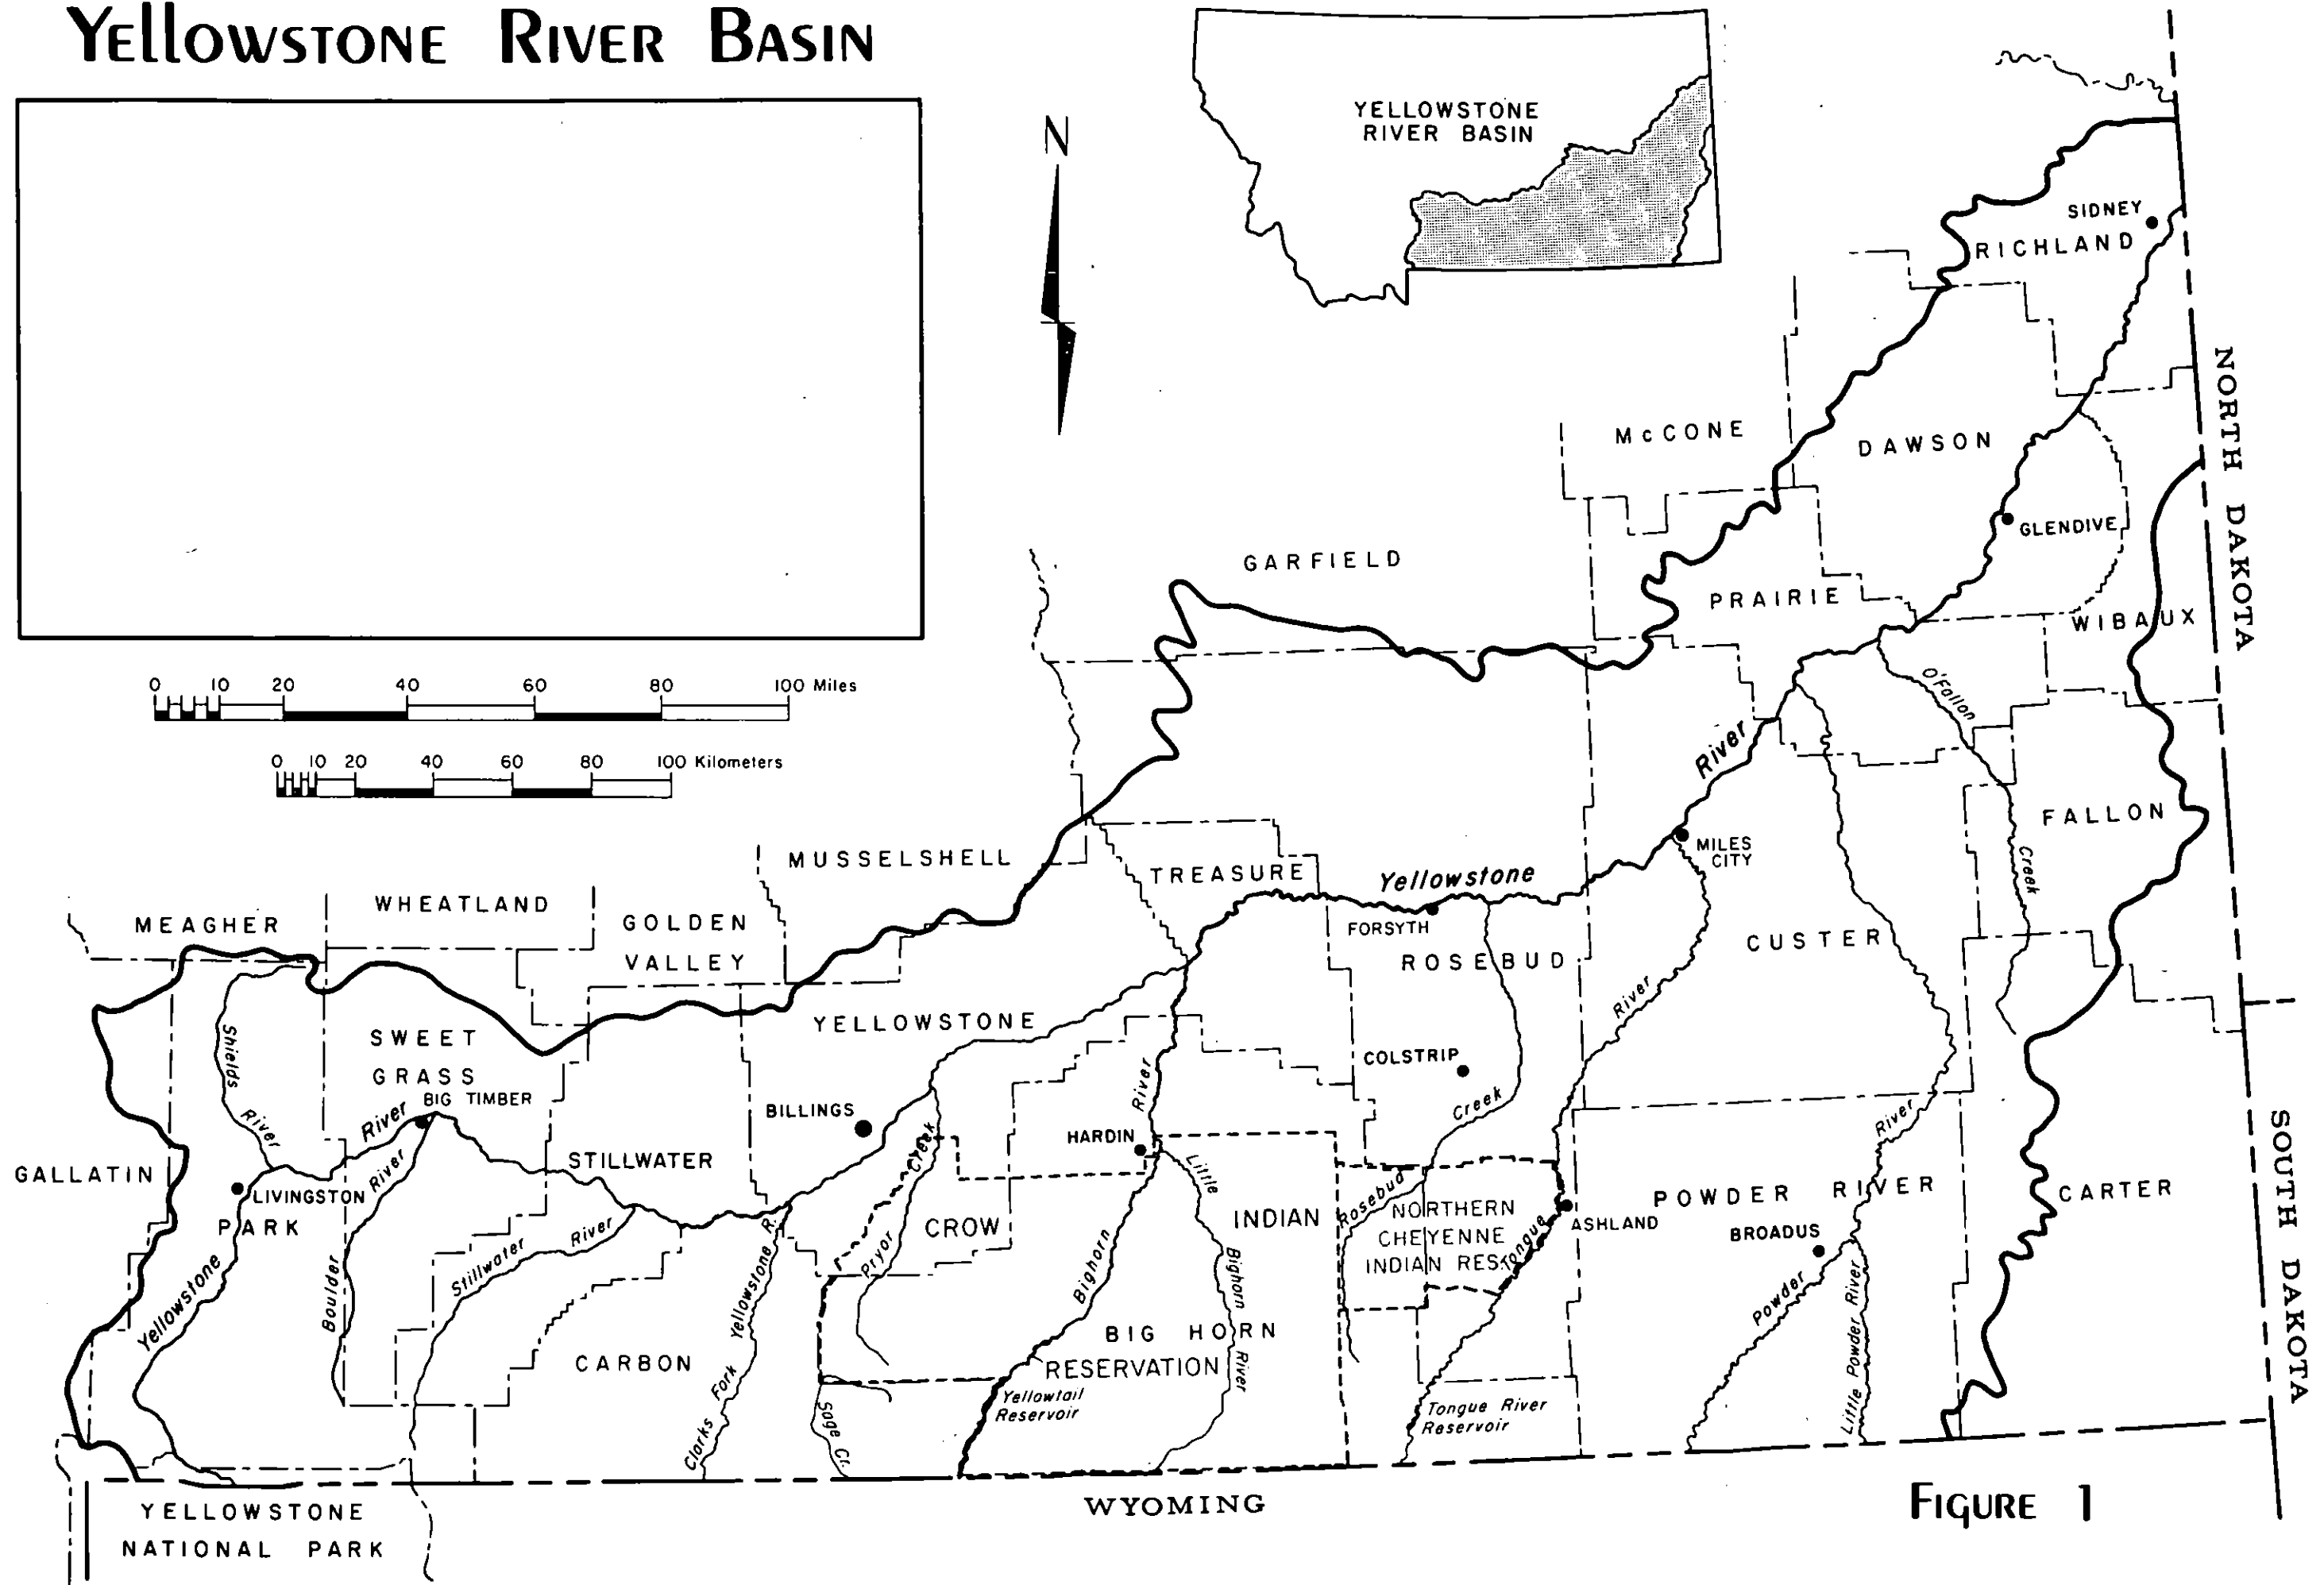 YEllOWSTONE RIVER BASIN
N
YELLOWSTONE
RIVER BASIN
0 10 20 40 60 80 100 Miles
0 10 20 40 60 80 100 Kilometers
SIDNEY
RICHLAND
NORTH DAKOTA
McCONE
DAWSON
GLENDIVE
GARFIELD
PRAIRIE
WIBAUX
O'Fallon
Creek
River
FALLON
MUSSELSHELL
TREASURE
Yellowstone
MILES
CITY
FORSYTH
ROSEBUD
CUSTER
MEAGHER
WHEATLAND
GOLDEN
VALLEY
YELLOWSTONE
SWEET
GRASS
BIG TIMBER
Shields
River
River
BILLINGS
River
COLSTRIP
Creek
River
River
HARDIN
GALLATIN
LIVINGSTON
PARK
River
STILLWATER
Creek
Little
Bighorn
River
CROW
INDIAN
Rosebud
NORTHERN
CHEYENNE
INDIAN RES.
Tongue
ASHLAND
POWDER RIVER
BROADUS
CARTER
SOUTH DAKOTA
Yellowstone
Boulder
Stillwater River
Clarks Fork Yellowstone R.
Pryor
Bighorn
BIG HORN
RESERVATION
CARBON
Yellowtail
Reservoir
Sage Cr.
Tongue River
Reservoir
Powder
Little Powder River
YELLOWSTONE
NATIONAL PARK
WYOMING
FIGURE 1